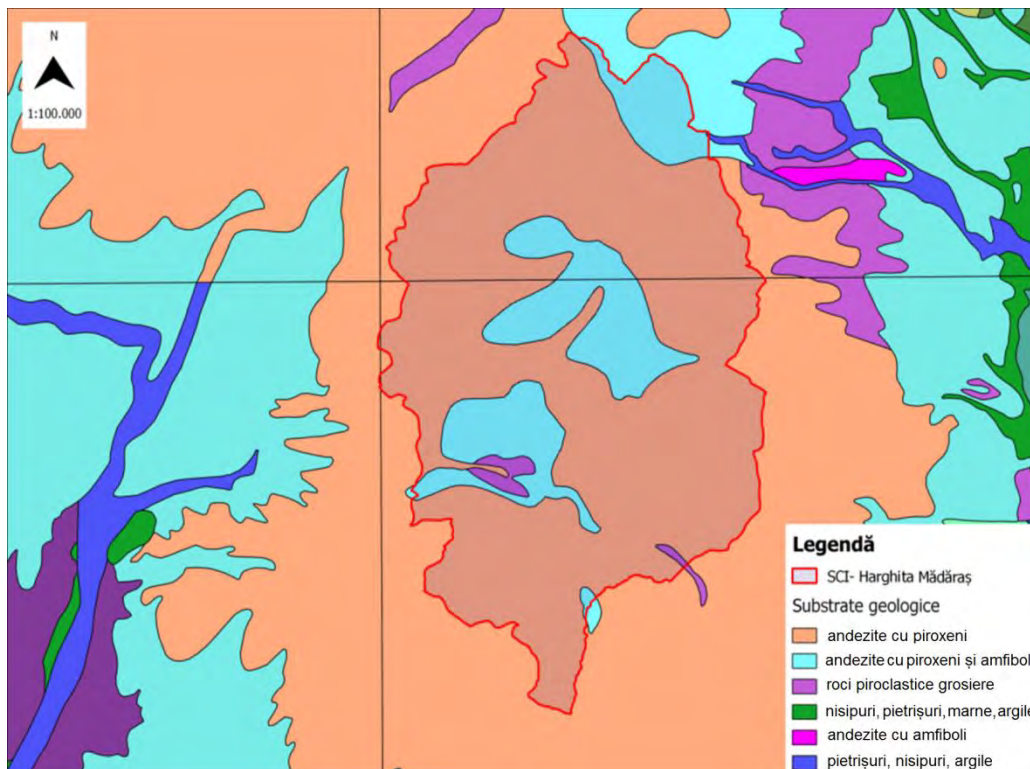 N
1:100.000
Legendă
SCI- Harghita Mădăraș
Substrate geologice
andezite cu piroxeni
andezite cu piroxeni și amfiboli
roci piroclastice grosiere
nisipuri, pietrișuri, marne, argile
andezite cu amfiboli
pietrișuri, nisipuri, argile